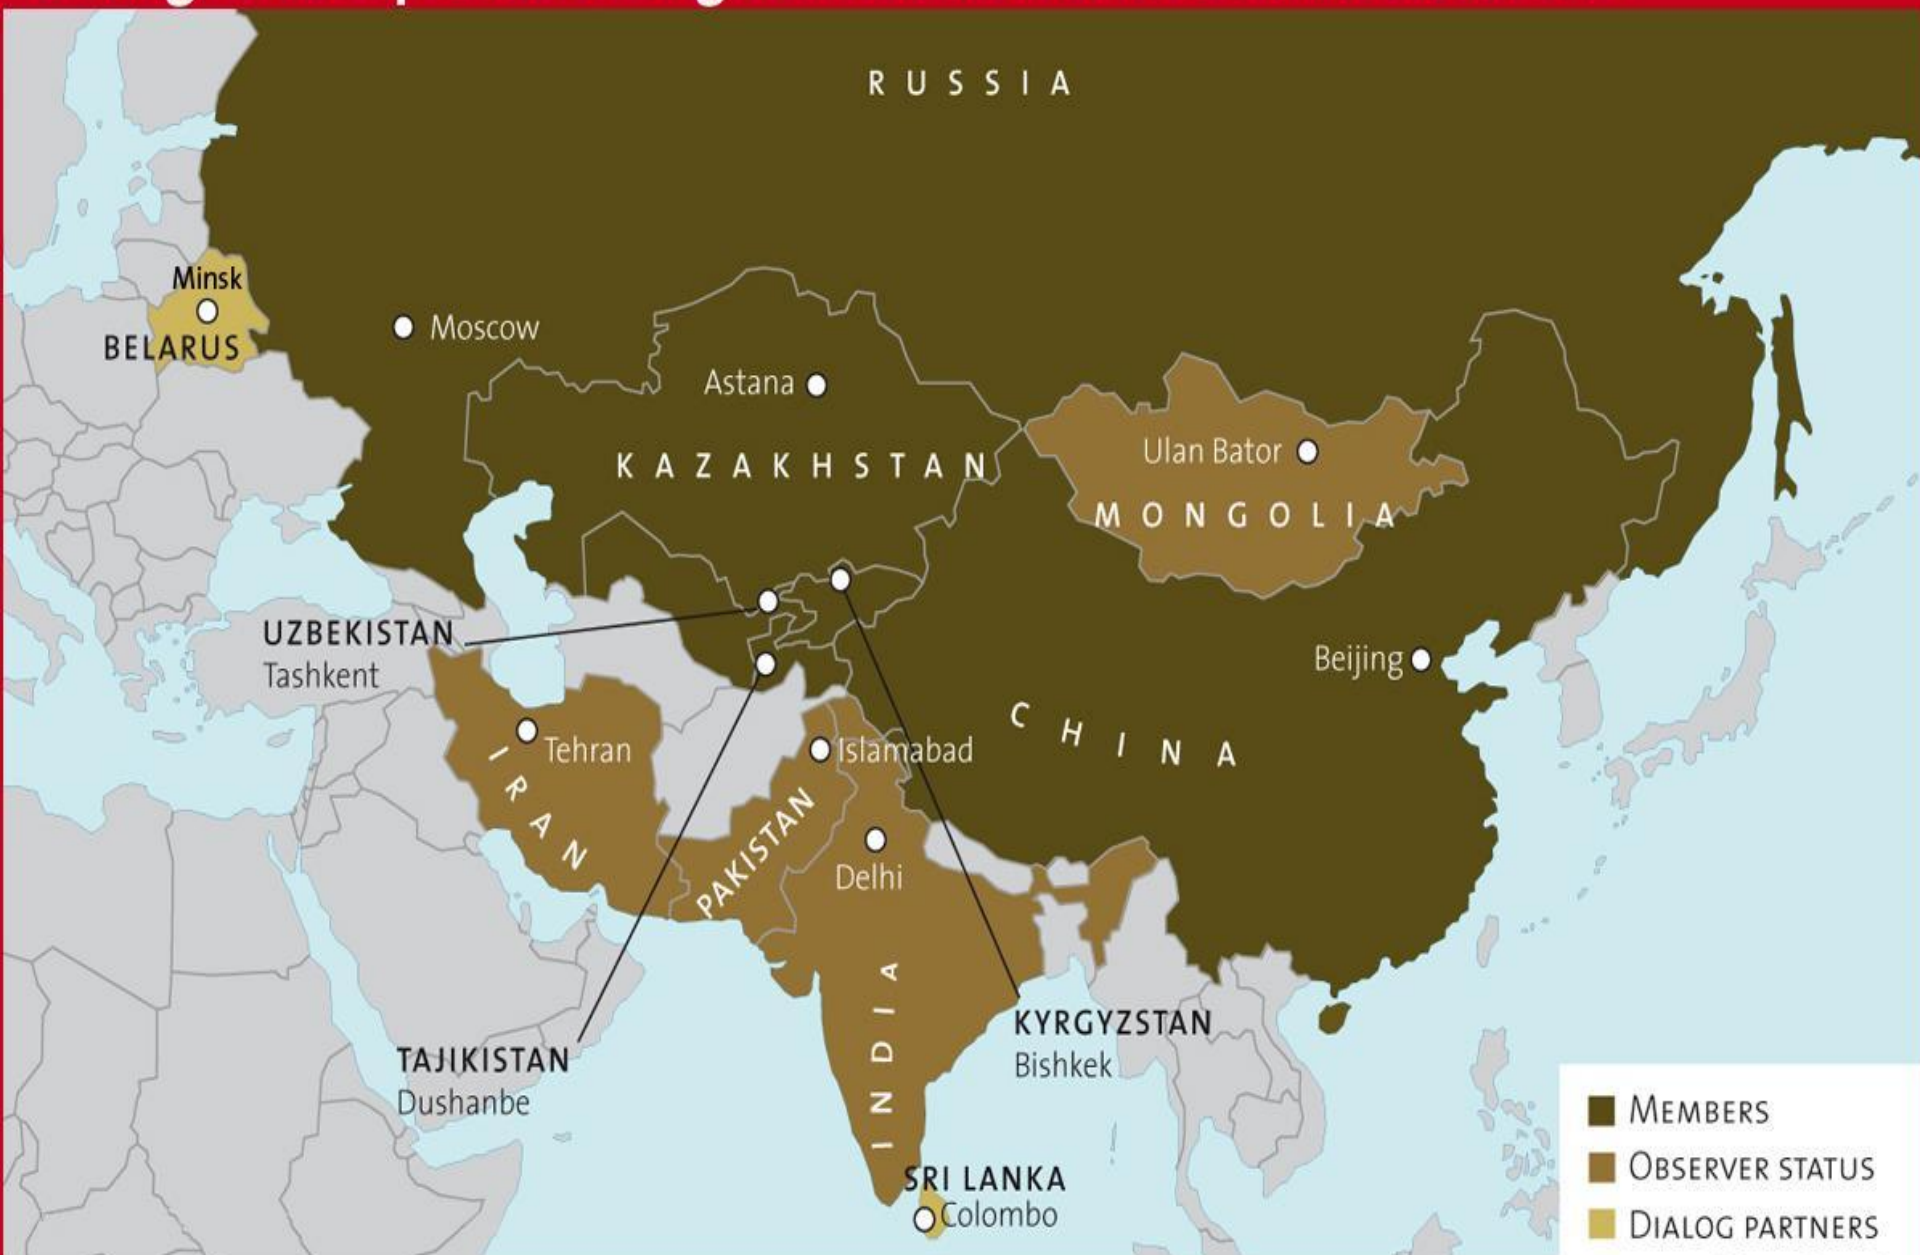 RUSSIA
Minsk
BELARUS
Moscow
Astana
KAZAKHSTAN
Ulan Bator
MONGOLIA
UZBEKISTAN
Tashkent
Beijing
CHINA
Tehran
IRAN
Islamabad
PAKISTAN
Delhi
INDIA
KYRGYZSTAN
Bishkek
TAJIKISTAN
Dushanbe
SRI LANKA
Colombo
MEMBERS
OBSERVER STATUS
DIALOG PARTNERS